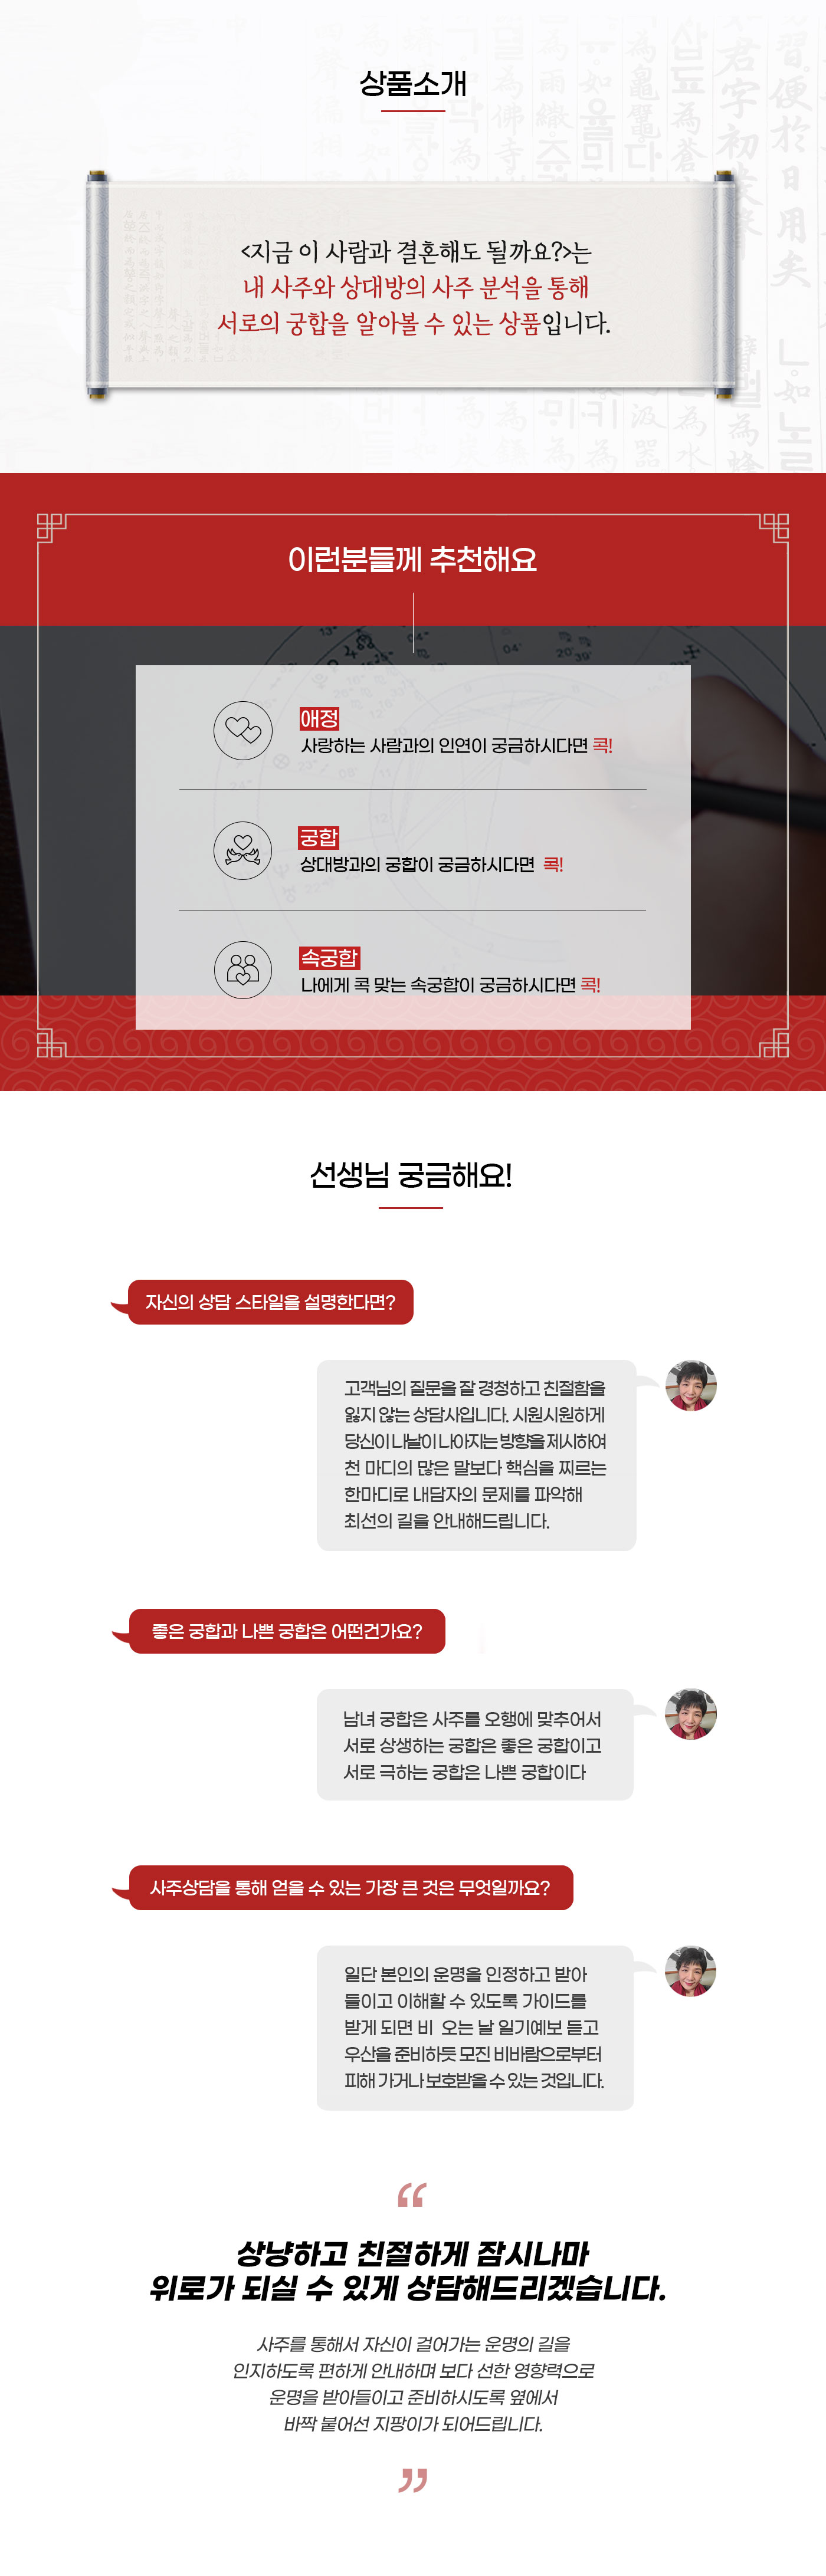 상품소개
<지금 이 사람과 결혼해도 될까요?>는
내 사주와 상대방의 사주 분석을 통해
서로의 궁합을 알아볼 수 있는 상품입니다.
이런분들께 추천해요
애정
사랑하는 사람과의 인연이 궁금하시다면 콕!
궁합
상대방과의 궁합이 궁금하시다면 콕!
속궁합
나에게 콕 맞는 속궁합이 궁금하시다면 콕!
선생님 궁금해요!
자신의 상담 스타일을 설명한다면?
고객님의 질문을 잘 경청하고 친절함을
잃지 않는 상담사입니다. 시원시원하게
당신이 나날이 나아지는 방향을 제시하여
천 마디의 많은 말보다 핵심을 찌르는
한마디로 내담자의 문제를 파악해
최선의 길을 안내해드립니다.
좋은 궁합과 나쁜 궁합은 어떤건가요?
남녀 궁합은 사주를 오행에 맞추어서
서로 상생하는 궁합은 좋은 궁합이고
서로 극하는 궁합은 나쁜 궁합이다
사주상담을 통해 얻을 수 있는 가장 큰 것은 무엇일까요?
일단 본인의 운명을 인정하고 받아
들이고 이해할 수 있도록 가이드를
받게 되면 비 오는 날 일기예보 듣고
우산을 준비하듯 모진 비바람으로부터
피해 가거나 보호받을 수 있는 것입니다.
“
상냥하고 친절하게 잠시나마
위로가 되실 수 있게 상담해드리겠습니다.
사주를 통해서 자신이 걸어가는 운명의 길을
인지하도록 편하게 안내하며 보다 선한 영향력으로
운명을 받아들이고 준비하시도록 옆에서
바짝 붙어선 지팡이가 되어드립니다.
”